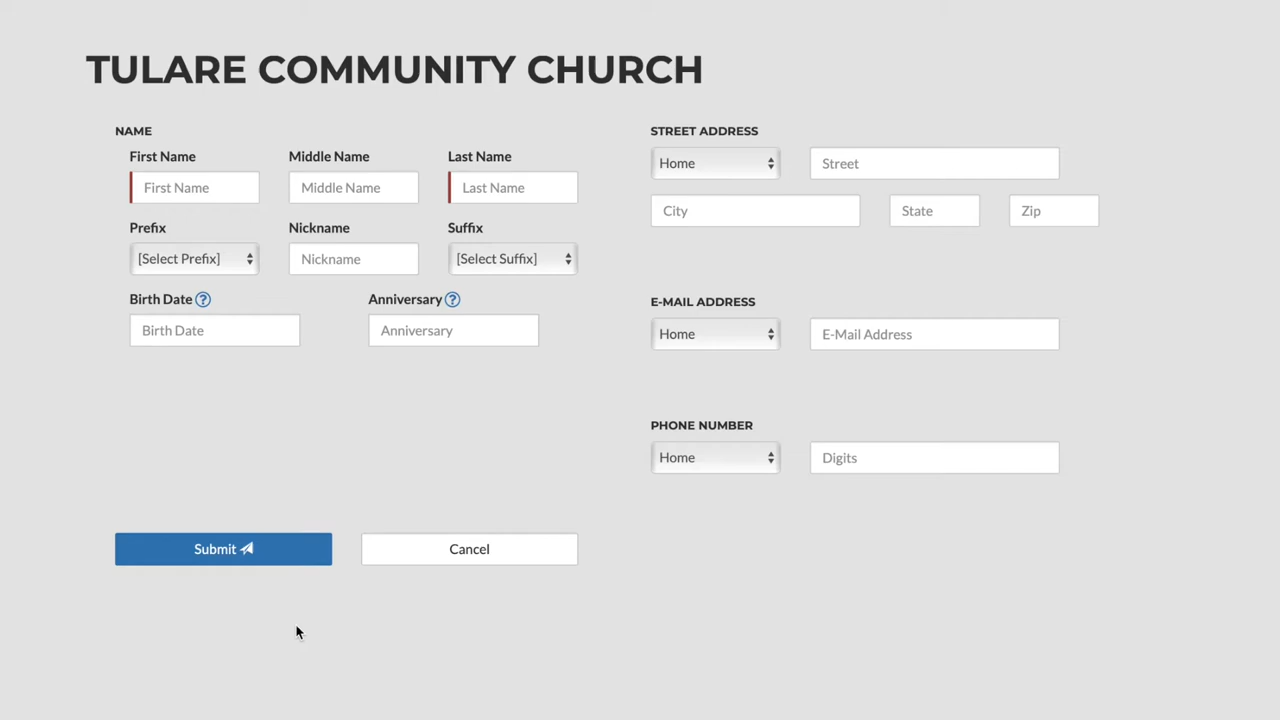 TULARE COMMUNITY CHURCH
NAME
First Name Middle Name Last Name
First Name Middle Name Last Name
Prefix Nickname Suffix
[Select Prefix] Nickname [Select Suffix]
Birth Date ? Anniversary ?
Birth Date Anniversary
Submit Cancel
STREET ADDRESS
Home Street
City State Zip
E-MAIL ADDRESS
Home E-Mail Address
PHONE NUMBER
Home Digits